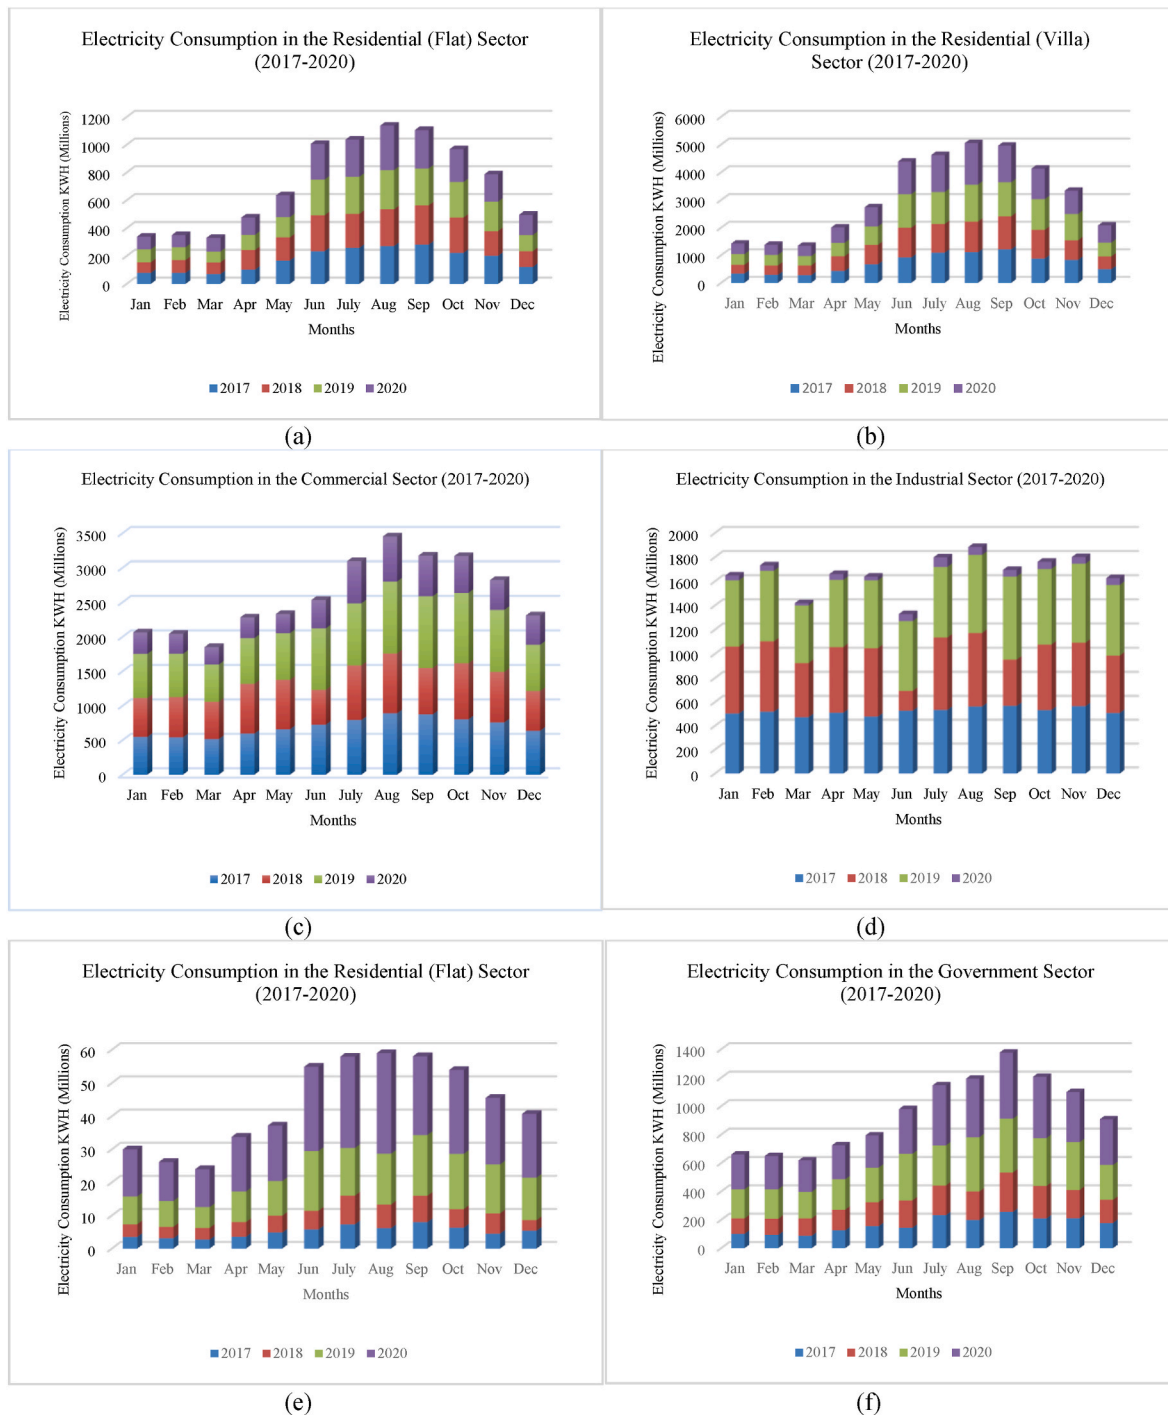 Electricity Consumption in the Residential (Flat) Sector
(2017-2020)
Electricity Consumption KWH (Millions)
1200
1000
800
600
400
200
0
Jan Feb Mar Apr May Jun July Aug Sep Oct Nov Dec
Months
2017 2018 2019 2020
(a)
Electricity Consumption in the Residential (Villa)
Sector (2017-2020)
Electricity Consumption KWH (Millions)
6000
5000
4000
3000
2000
1000
0
Jan Feb Mar Apr May Jun July Aug Sep Oct Nov Dec
Months
2017 2018 2019 2020
(b)
Electricity Consumption in the Commercial Sector (2017-2020)
Electricity Consumption KWH (Millions)
3500
3000
2500
2000
1500
1000
500
0
Jan Feb Mar Apr May Jun July Aug Sep Oct Nov Dec
Months
2017 2018 2019 2020
(c)
Electricity Consumption in the Industrial Sector (2017-2020)
Electricity Consumption KWH (Millions)
2000
1800
1600
1400
1200
1000
800
600
400
200
0
Jan Feb Mar Apr May Jun July Aug Sep Oct Nov Dec
Months
2017 2018 2019 2020
(d)
Electricity Consumption in the Residential (Flat) Sector
(2017-2020)
Electricity Consumption KWH (Millions)
60
50
40
30
20
10
0
Jan Feb Mar Apr May Jun July Aug Sep Oct Nov Dec
Months
2017 2018 2019 2020
(e)
Electricity Consumption in the Government Sector
(2017-2020)
Electricity Consumption KWH (Millions)
1400
1200
1000
800
600
400
200
0
Jan Feb Mar Apr May Jun July Aug Sep Oct Nov Dec
Months
2017 2018 2019 2020
(f)